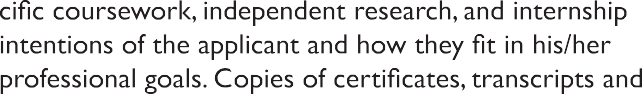 cific coursework, independent research, and internship
intentions of the applicant and how they fit in his/her
professional goals. Copies of certificates, transcripts and